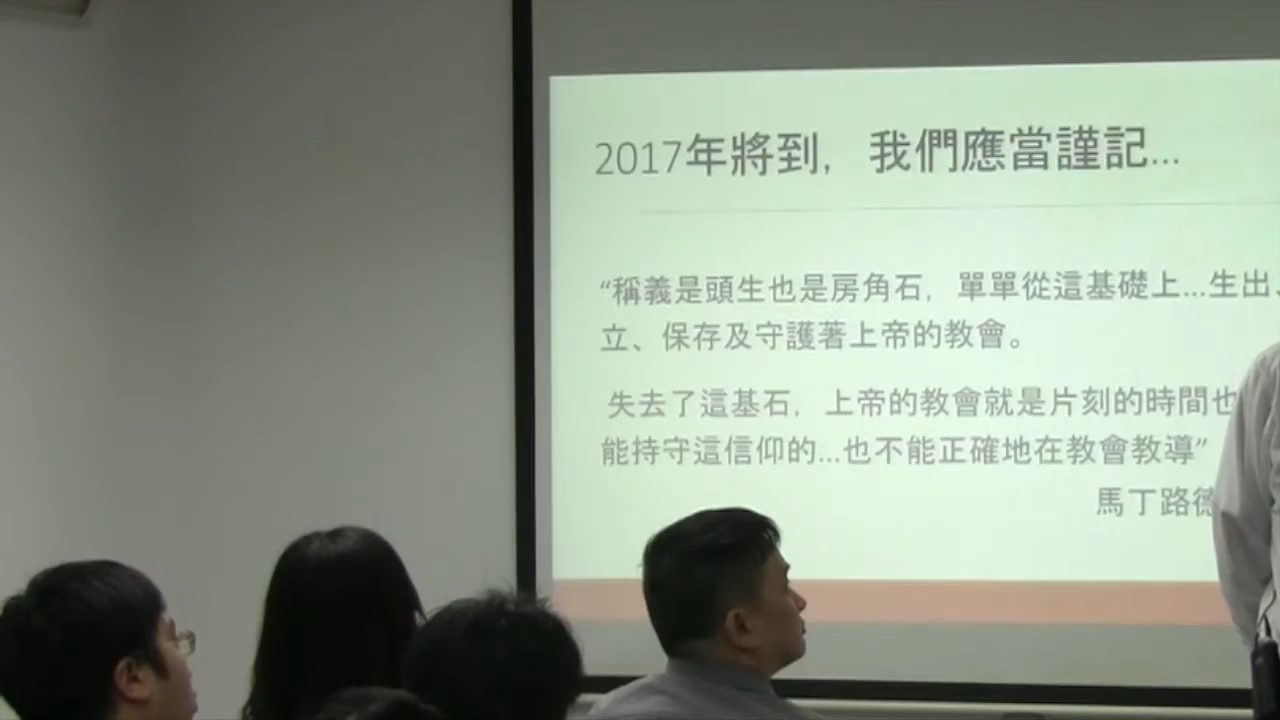 2017年將到，我們應當謹記...
“稱義是頭生也是房角石，單單從這基礎上...生出、
立、保存及守護著上帝的教會。
失去了這基石，上帝的教會就是片刻的時間也
能持守這信仰的...也不能正確地在教會教導”
馬丁路德